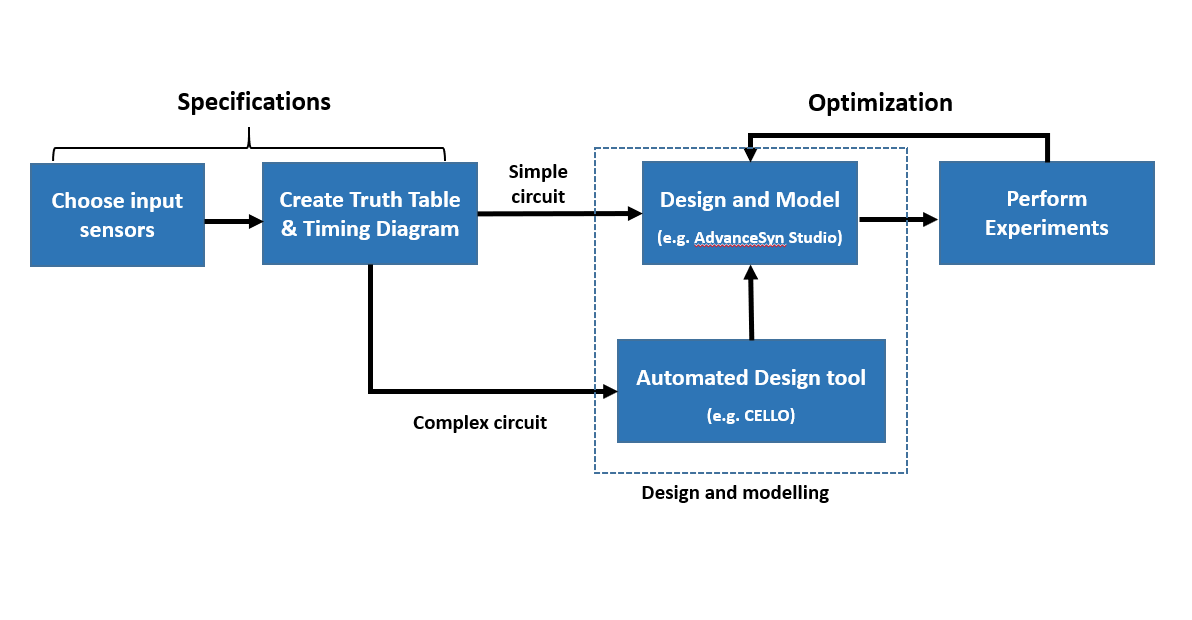 Specifications
Optimization
Choose input
sensors
Create Truth Table
& Timing Diagram
Simple
circuit
Design and Model
(e.g. AdvanceSyn Studio)
Perform
Experiments
Automated Design tool
(e.g. CELLO)
Complex circuit
Design and modelling